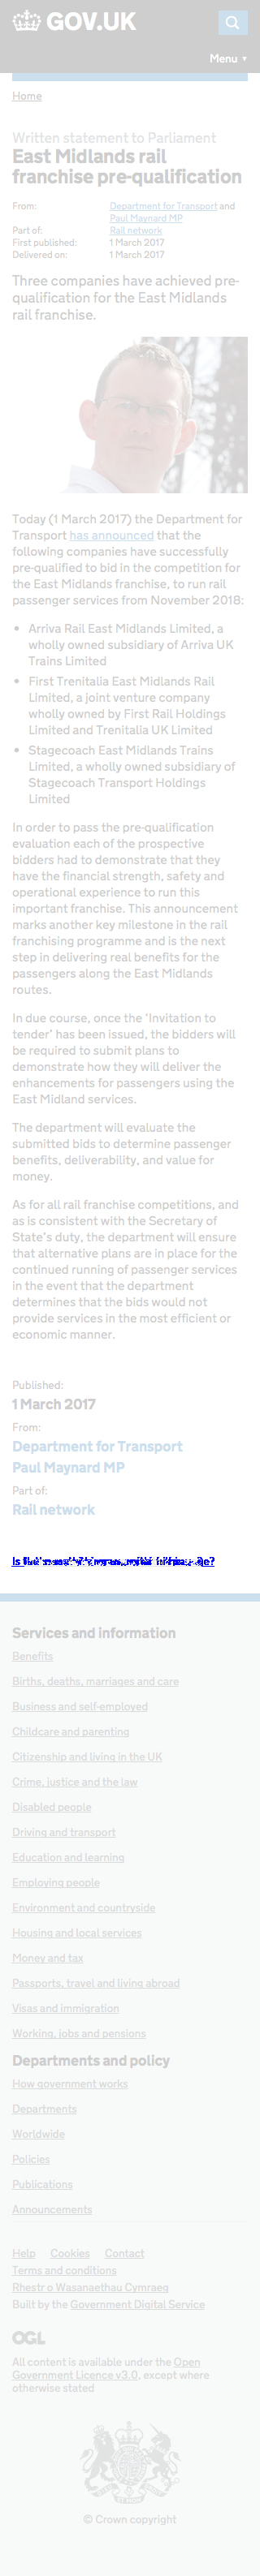 GOV.UK
Menu ▼
Home
Written statement to Parliament
East Midlands rail
franchise pre-qualification
From: Department for Transport and
Paul Maynard MP
Part of: Rail network
First published: 1 March 2017
Delivered on: 1 March 2017
Three companies have achieved pre-
qualification for the East Midlands
rail franchise.
Today (1 March 2017) the Department for
Transport has announced that the
following companies have successfully
pre-qualified to bid in the competition for
the East Midlands franchise, to run rail
passenger services from November 2018:
• Arriva Rail East Midlands Limited, a
wholly owned subsidiary of Arriva UK
Trains Limited
• First Trenitalia East Midlands Rail
Limited, a joint venture company
wholly owned by First Rail Holdings
Limited and Trenitalia UK Limited
• Stagecoach East Midlands Trains
Limited, a wholly owned subsidiary of
Stagecoach Transport Holdings
Limited
In order to pass the pre-qualification
evaluation each of the prospective
bidders had to demonstrate that they
have the financial strength, safety and
operational experience to run this
important franchise. This announcement
marks another key milestone in the rail
franchising programme and is the next
step in delivering real benefits for the
passengers along the East Midlands
routes.
In due course, once the ‘Invitation to
tender’ has been issued, the bidders will
be required to submit plans to
demonstrate how they will deliver the
enhancements for passengers using the
East Midland services.
The department will then evaluate the
submitted bids to determine passenger
benefits, deliverability, and value for
money.
As for all rail franchise competitions, and
as is consistent with the Secretary of
State’s duty, the department will ensure
that alternative plans are in place for the
continued running of passenger services
in the event that the department
determines that the bids would not
provide services in the most efficient or
economic manner.
Published:
1 March 2017
From:
Department for Transport
Paul Maynard MP
Part of:
Rail network
Services and information
Benefits
Births, deaths, marriages and care
Business and self-employed
Childcare and parenting
Citizenship and living in the UK
Crime, justice and the law
Disabled people
Driving and transport
Education and learning
Employing people
Environment and countryside
Housing and local services
Money and tax
Passports, travel and living abroad
Visas and immigration
Working, jobs and pensions
Departments and policy
How government works
Departments
Worldwide
Policies
Publications
Announcements
Help Cookies Contact
Terms and conditions
Rhestr o Wasanaethau Cymraeg
Built by the Government Digital Service
OGL
All content is available under the Open
Government Licence v3.0, except where
otherwise stated
© Crown copyright